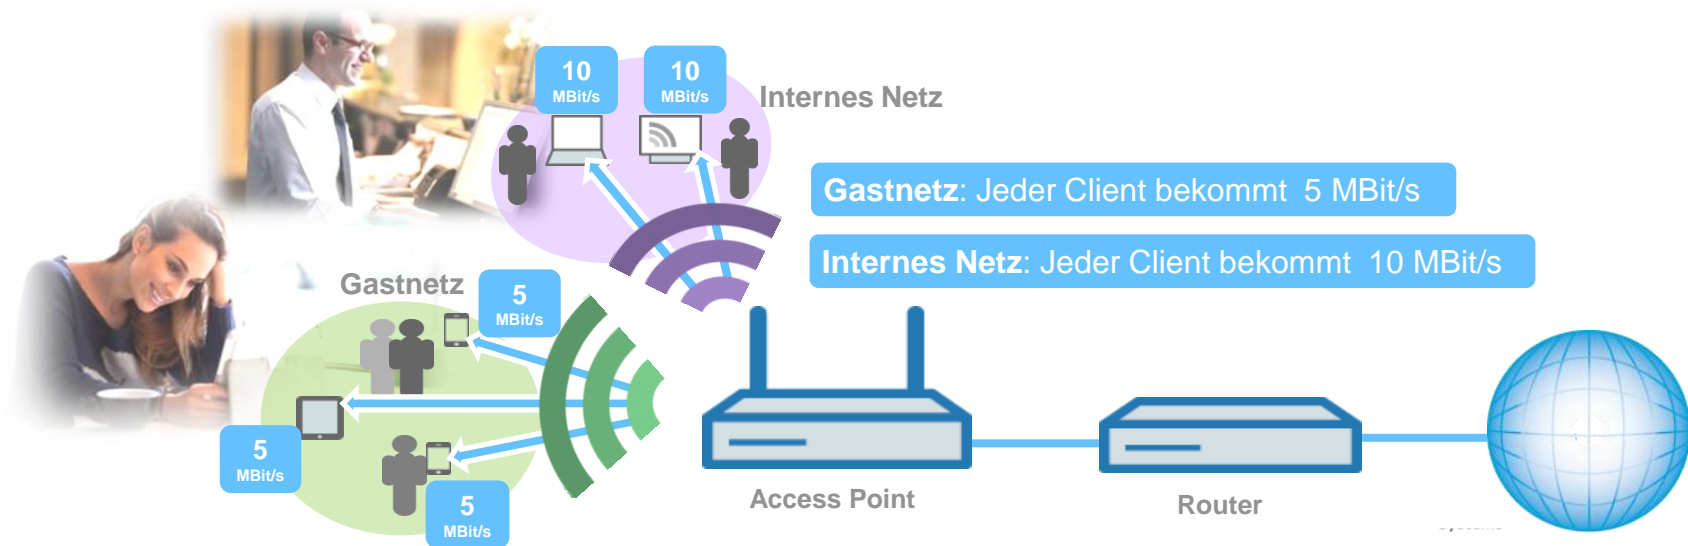 10
MBit/s
10
MBit/s
Internes Netz
Gastnetz: Jeder Client bekommt 5 MBit/s
Internes Netz: Jeder Client bekommt 10 MBit/s
Gastnetz
5
MBit/s
5
MBit/s
5
MBit/s
Access Point
Router